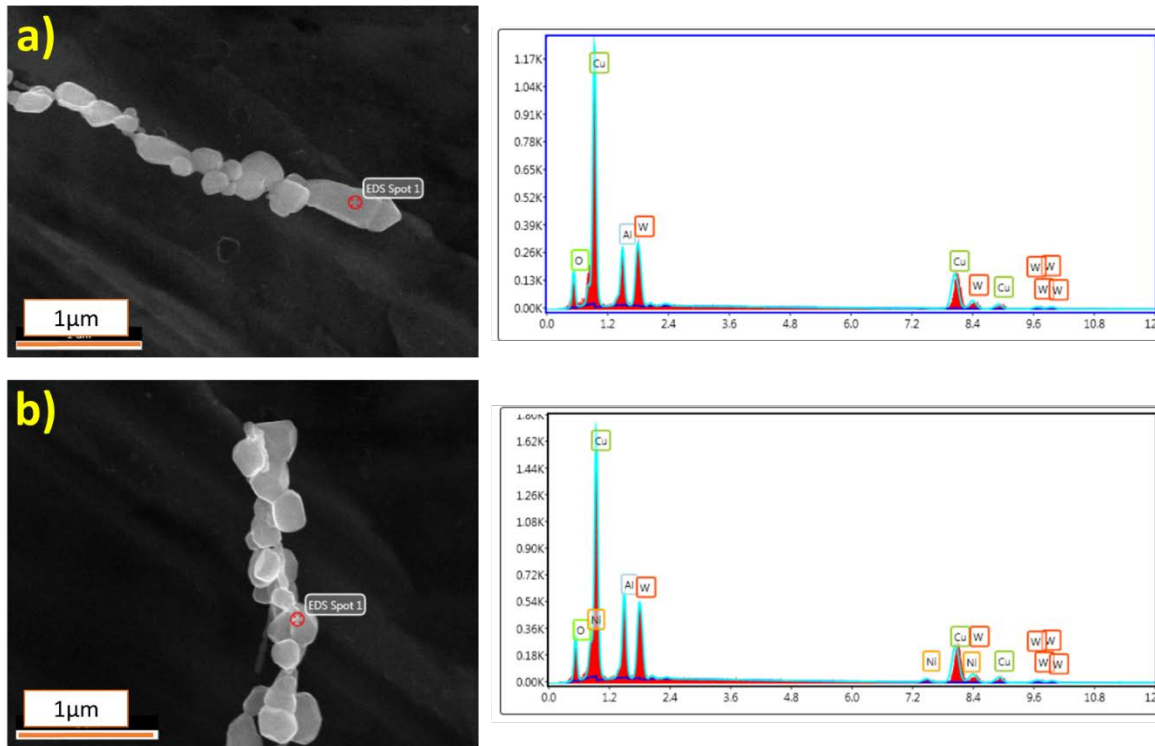 a)
EDS Spot 1
1μm
1.17K
1.04K
0.91K
0.78K
0.65K
0.52K
0.39K
0.26K
0.13K
0.00K
Cu
O
Al
W
Cu
W
Cu
W W
W W
0.0 1.2 2.4 3.6 4.8 6.0 7.2 8.4 9.6 10.8 12
b)
EDS Spot 1
1μm
1.80K
1.62K
1.44K
1.26K
1.08K
0.90K
0.72K
0.54K
0.36K
0.18K
0.00K
Cu
Ni
O
Al
W
Ni
Cu W
Ni
Cu
W W
W W
0.0 1.2 2.4 3.6 4.8 6.0 7.2 8.4 9.6 10.8 12